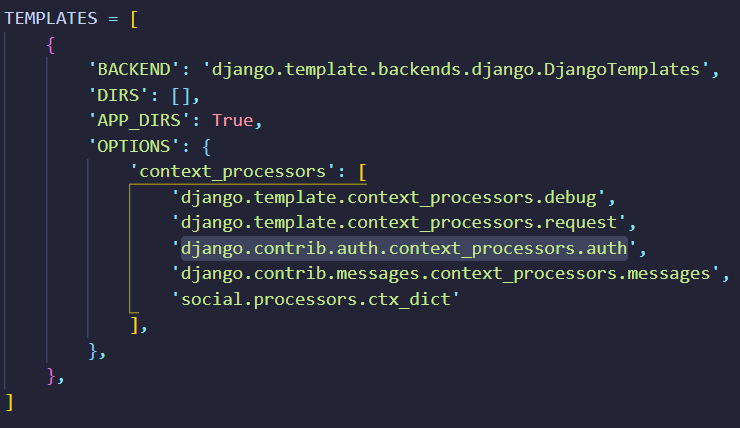 TEMPLATES = [
    {
        'BACKEND': 'django.template.backends.django.DjangoTemplates',
        'DIRS': [],
        'APP_DIRS': True,
        'OPTIONS': {
            'context_processors': [
                'django.template.context_processors.debug',
                'django.template.context_processors.request',
                'django.contrib.auth.context_processors.auth',
                'django.contrib.messages.context_processors.messages',
                'social.processors.ctx_dict'
            ],
        },
    },
]